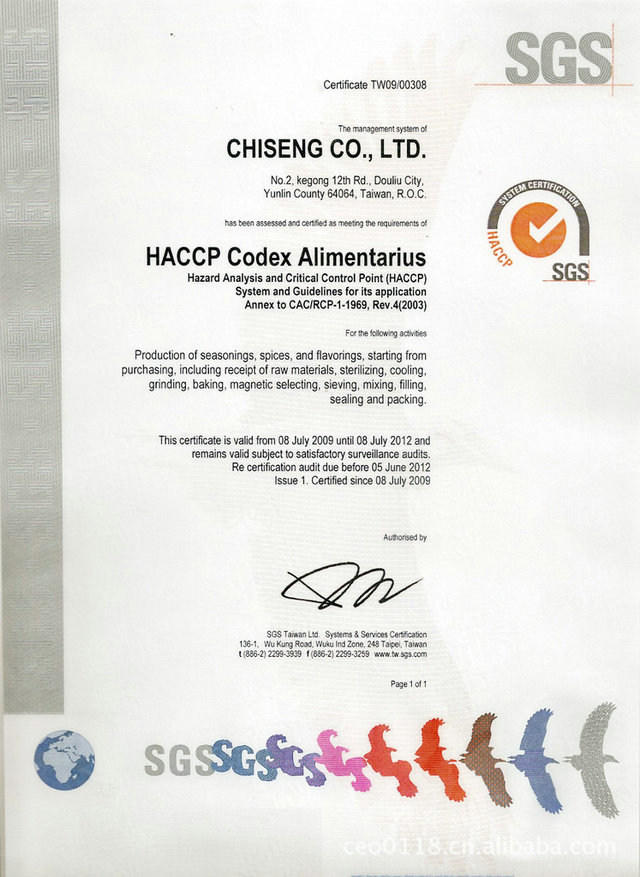 SGS
Certificate TW09/00308
The management system of
CHISENG CO., LTD.
No.2, kegong 12th Rd., Douliu City,
Yunlin County 64064, Taiwan, R.O.C.
has been assessed and certified as meeting the requirements of
SYSTEM CERTIFICATION
HACCP
SGS
HACCP Codex Alimentarius
Hazard Analysis and Critical Control Point (HACCP)
System and Guidelines for its application
Annex to CAC/RCP-1-1969, Rev.4(2003)
For the following activities
Production of seasonings, spices, and flavorings, starting from
purchasing, including receipt of raw materials, sterilizing, cooling,
grinding, baking, magnetic selecting, sieving, mixing, filling,
sealing and packing.
This certificate is valid from 08 July 2009 until 08 July 2012 and
remains valid subject to satisfactory surveillance audits.
Re certification audit due before 05 June 2012
Issue 1. Certified since 08 July 2009
Authorised by
SGS Taiwan Ltd. Systems & Services Certification
136-1, Wu Kung Road, Wuku Ind Zone, 248 Taipei, Taiwan
t (886-2) 2299-3939 f (886-2) 2299-3259 www.tw.sgs.com
Page 1 of 1
SGS SGS SGS
ceo0118.cn.alibaba.com